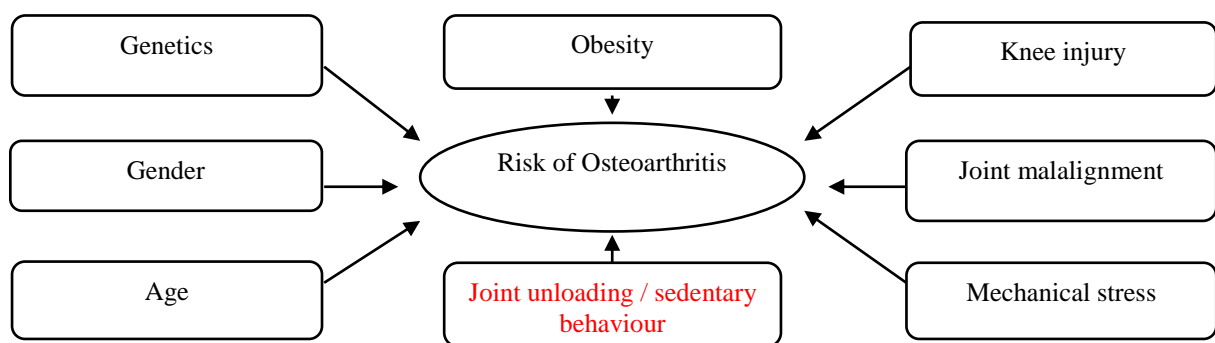 Genetics
Obesity
Knee injury
Gender
Risk of Osteoarthritis
Joint malalignment
Age
Joint unloading / sedentary
behaviour
Mechanical stress